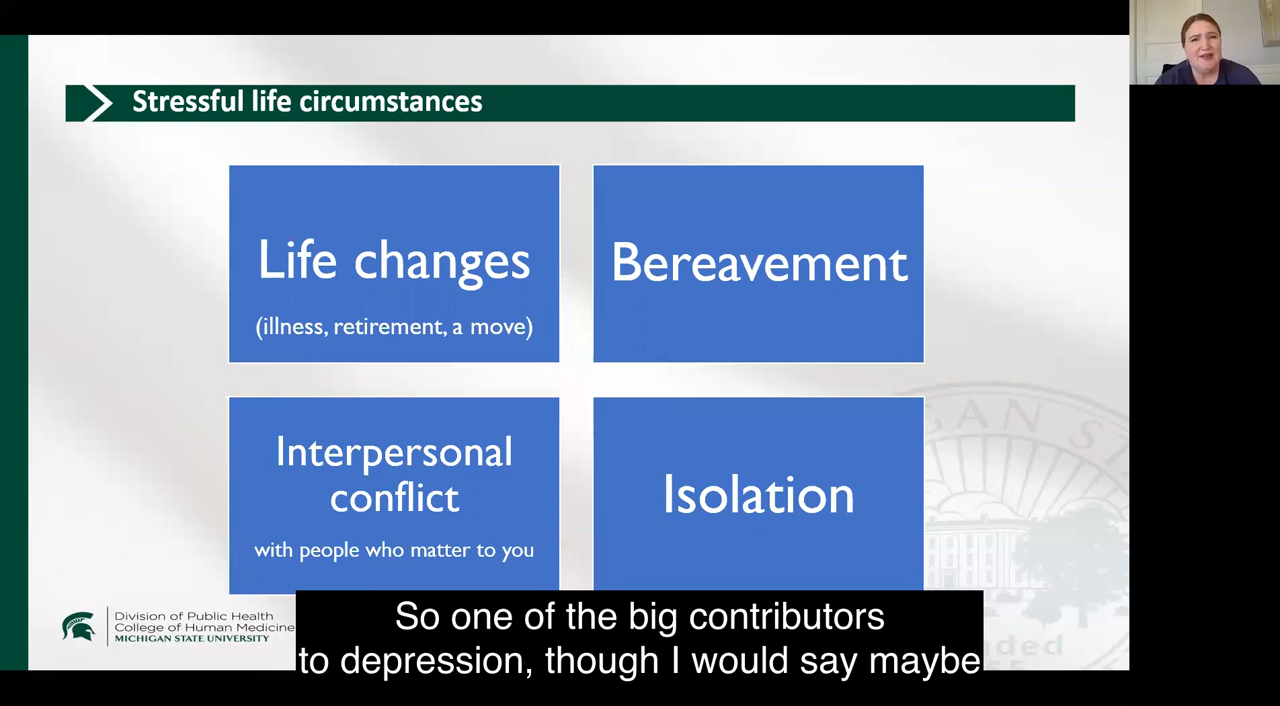 Stressful life circumstances
Life changes
(illness, retirement, a move)
Bereavement
Interpersonal
conflict
with people who matter to you
Isolation
Division of Public Health
College of Human Medicine
MICHIGAN STATE UNIVERSITY
So one of the big contributors
to depression, though I would say maybe